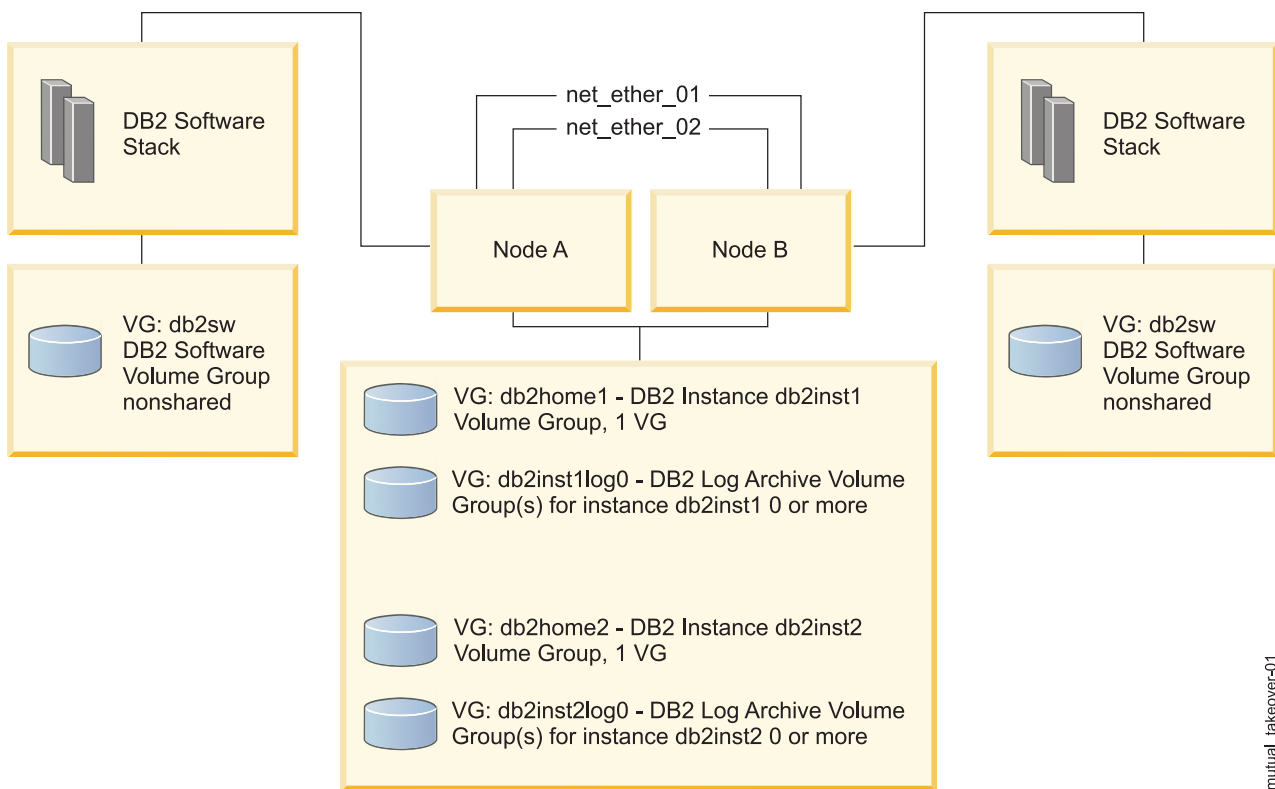 net_ether_01
net_ether_02
DB2 Software
Stack
DB2 Software
Stack
Node A
Node B
VG: db2sw
DB2 Software
Volume Group
nonshared
VG: db2sw
DB2 Software
Volume Group
nonshared
VG: db2home1 - DB2 Instance db2inst1
Volume Group, 1 VG
VG: db2inst1log0 - DB2 Log Archive Volume
Group(s) for instance db2inst1 0 or more
VG: db2home2 - DB2 Instance db2inst2
Volume Group, 1 VG
VG: db2inst2log0 - DB2 Log Archive Volume
Group(s) for instance db2inst2 0 or more
mutual_takeover-01